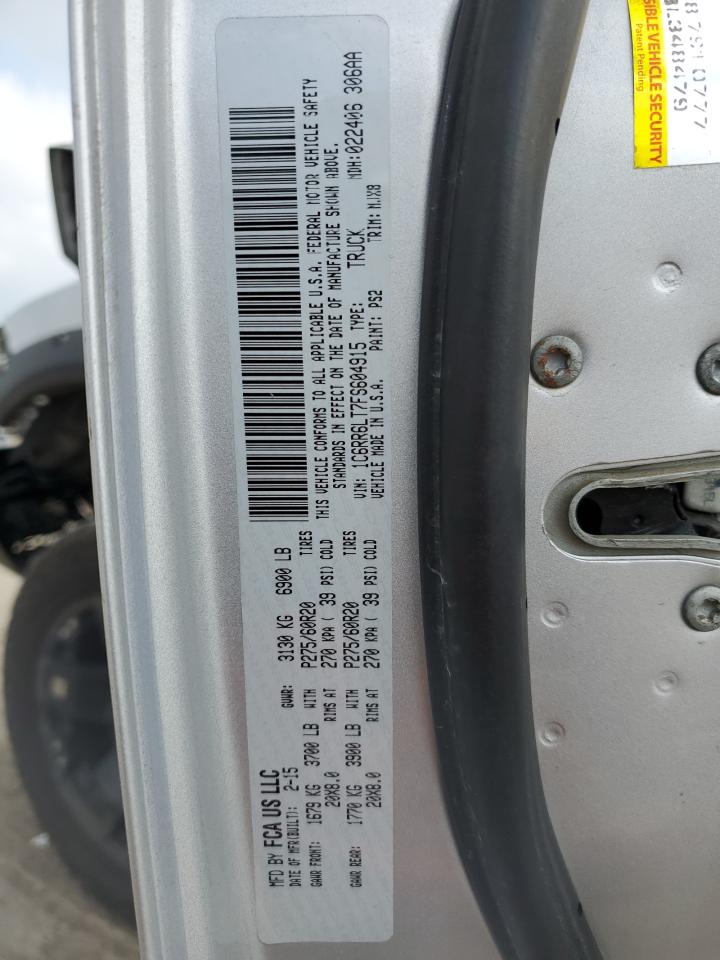 MFD BY FCA US LLC
DATE OF MFR(BUILT): 2-15 GVWR: 3130 KG 6900 LB
GAWR FRONT: 1679 KG 3700 LB WITH P275/60R20 TIRES
20X8.0 RIMS AT 270 KPA ( 39 PSI) COLD
GAWR REAR: 1770 KG 3900 LB WITH P275/60R20 TIRES
20X8.0 RIMS AT 270 KPA ( 39 PSI) COLD
THIS VEHICLE CONFORMS TO ALL APPLICABLE U.S.A. FEDERAL MOTOR VEHICLE SAFETY
STANDARDS IN EFFECT ON THE DATE OF MANUFACTURE SHOWN ABOVE.
VIN: 1C6RR6LT7FS604915 TYPE: TRUCK MDH:022406 306AA
VEHICLE MADE IN U.S.A. PAINT: PS2 TRIM: MJX8
SIBLE VEHICLE SECURITY
Patent Pending